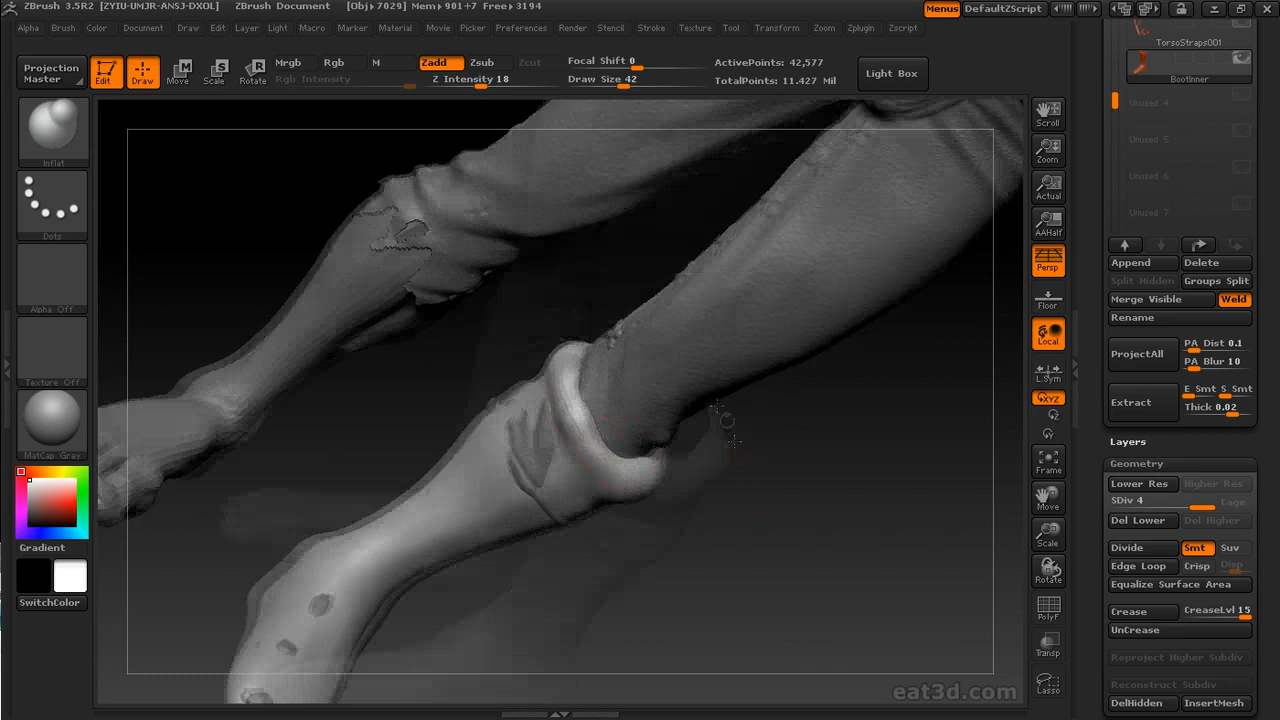 ZBrush 3.5R2 [ZYIU-UMJR-ANSJ-DXOL] ZBrush Document [Obj▸7029] Mem▸901+7 Free▸3194
Menus DefaultZScript
Alpha Brush Color Document Draw Edit Layer Light Macro Marker Material Movie Picker Preferences Render Stencil Stroke Texture Tool Transform Zoom Zplugin Zscript
Projection Master
Edit Draw Move Scale Rotate
Mrgb Rgb M
Rgb Intensity
Zadd Zsub Zcut
Z Intensity 18
Focal Shift 0
Draw Size 42
ActivePoints: 42,577
TotalPoints: 11.427 Mil
Light Box
Inflat
Dots
Alpha Off
Texture Off
MatCap Gray
Gradient
SwitchColor
Scroll
Zoom
Actual
AAHalf
Persp
Floor
Local
L.Sym
XYZ
Z
Y
Frame
Move
Scale
Rotate
PolyF
Transp
Lasso
TorsoStraps001
BootInner
Unused 4
Unused 5
Unused 6
Unused 7
Append Delete
Split Hidden Groups Split
Merge Visible Weld
Rename
ProjectAll PA Dist 0.1
PA Blur 10
Extract E Smt S Smt
Thick 0.02
Layers
Geometry
Lower Res Higher Res
SDiv 4 Cage
Del Lower Del Higher
Divide Smt Suv
Edge Loop Crisp Disp
Equalize Surface Area
Crease CreaseLvl 15
UnCrease
Reproject Higher Subdiv
Reconstruct Subdiv
DelHidden InsertMesh
eat3d.com